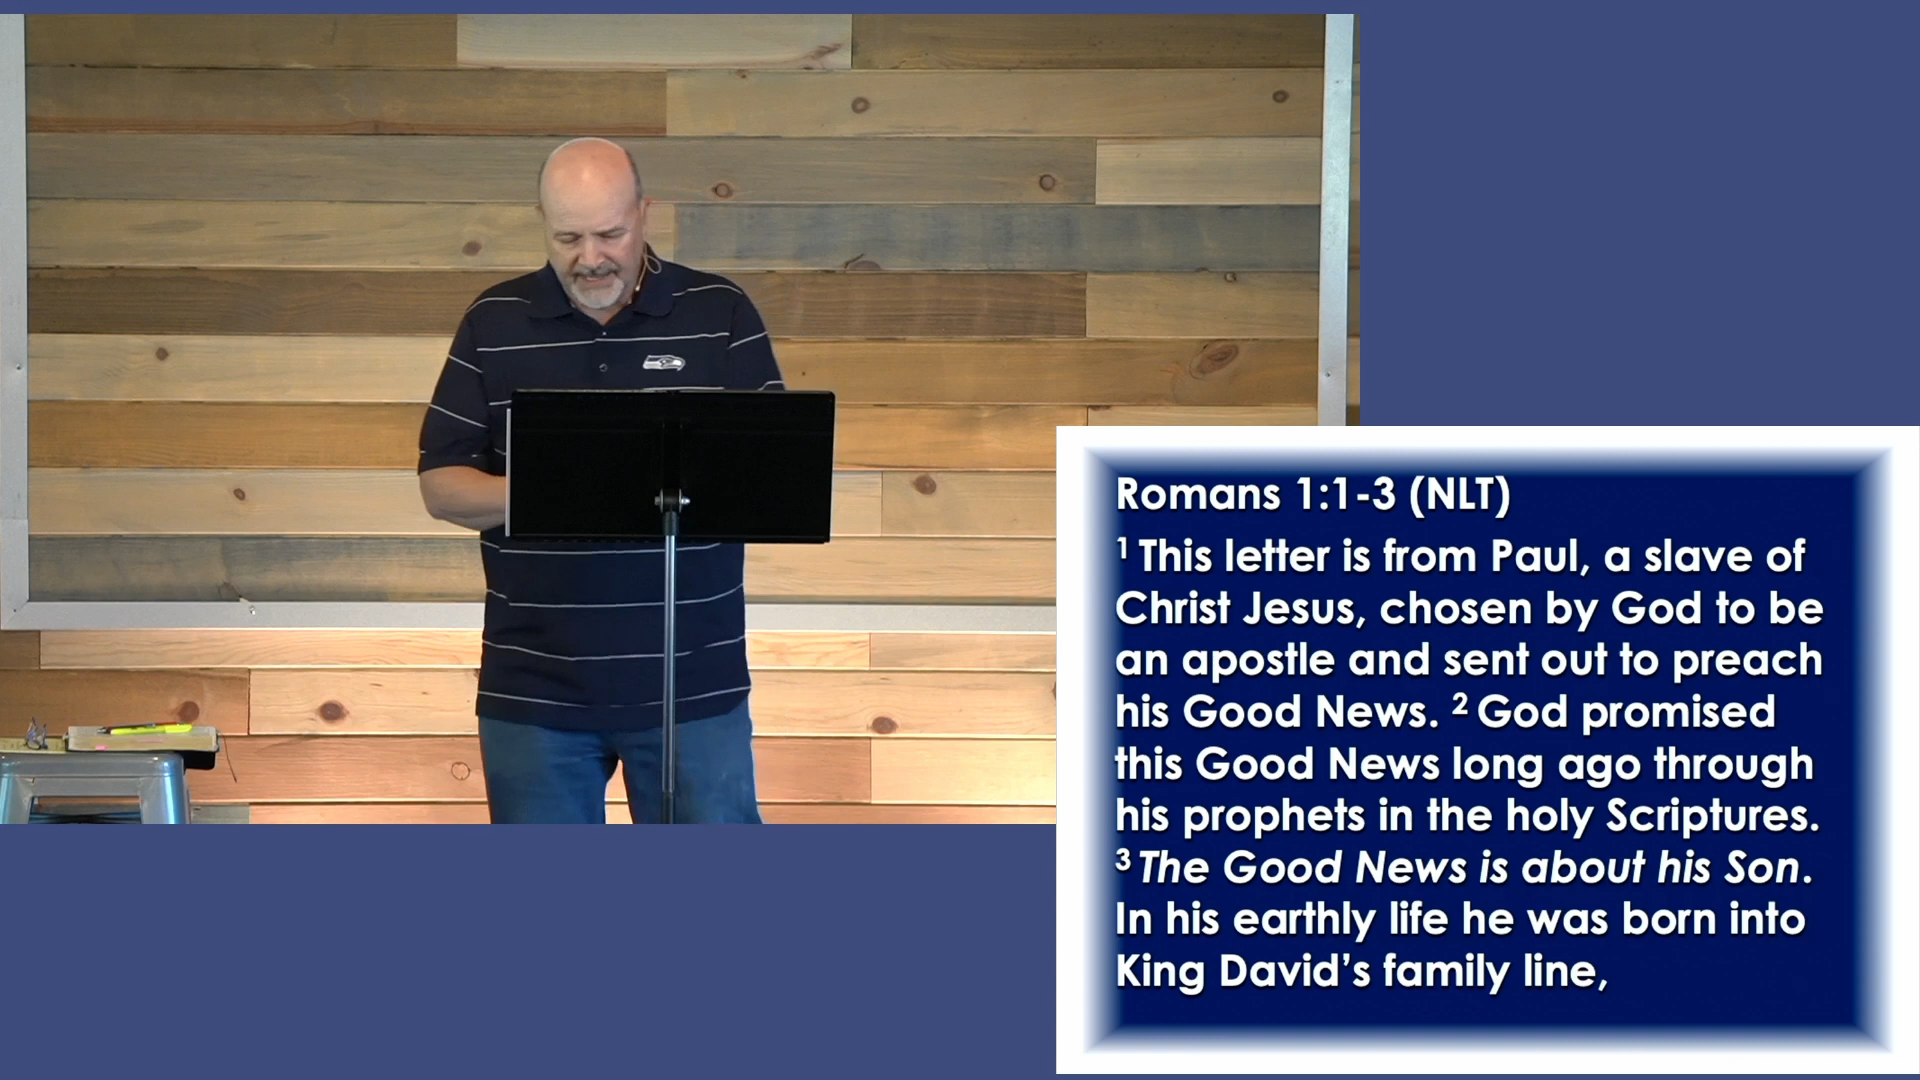 Romans 1:1-3 (NLT)
¹ This letter is from Paul, a slave of
Christ Jesus, chosen by God to be
an apostle and sent out to preach
his Good News. ² God promised
this Good News long ago through
his prophets in the holy Scriptures.
³ The Good News is about his Son.
In his earthly life he was born into
King David’s family line,